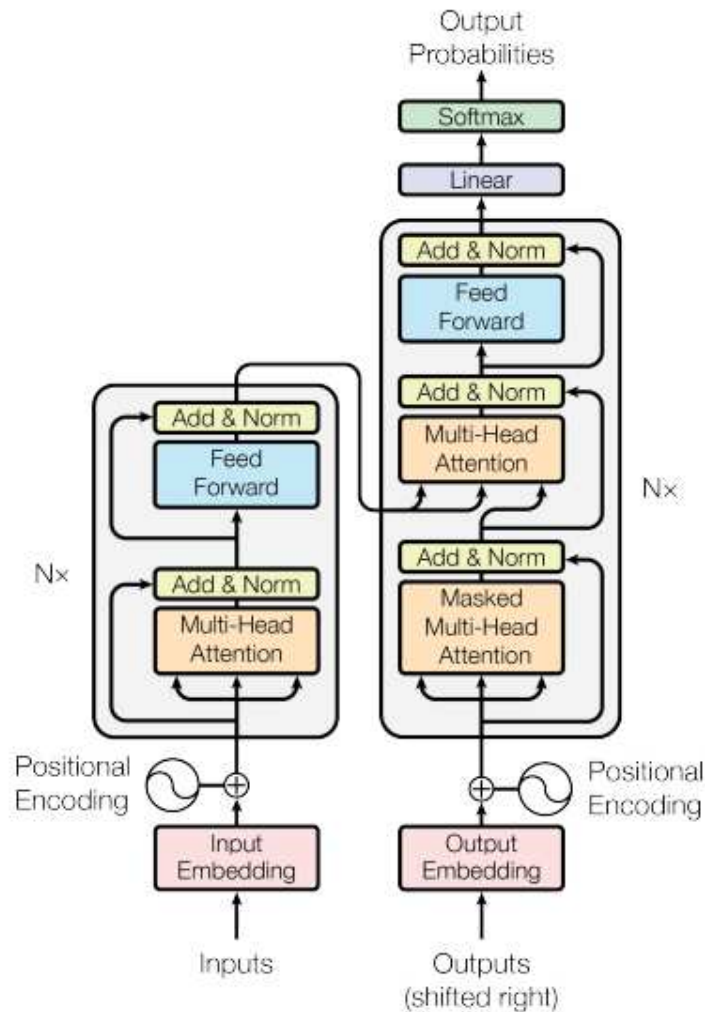 Output
Probabilities
Softmax
Linear
Add & Norm
Feed
Forward
Add & Norm
Multi-Head
Attention
Add & Norm
Masked
Multi-Head
Attention
N×
Add & Norm
Feed
Forward
Add & Norm
Multi-Head
Attention
N×
Positional
Encoding
Positional
Encoding
Input
Embedding
Output
Embedding
Inputs
Outputs
(shifted right)